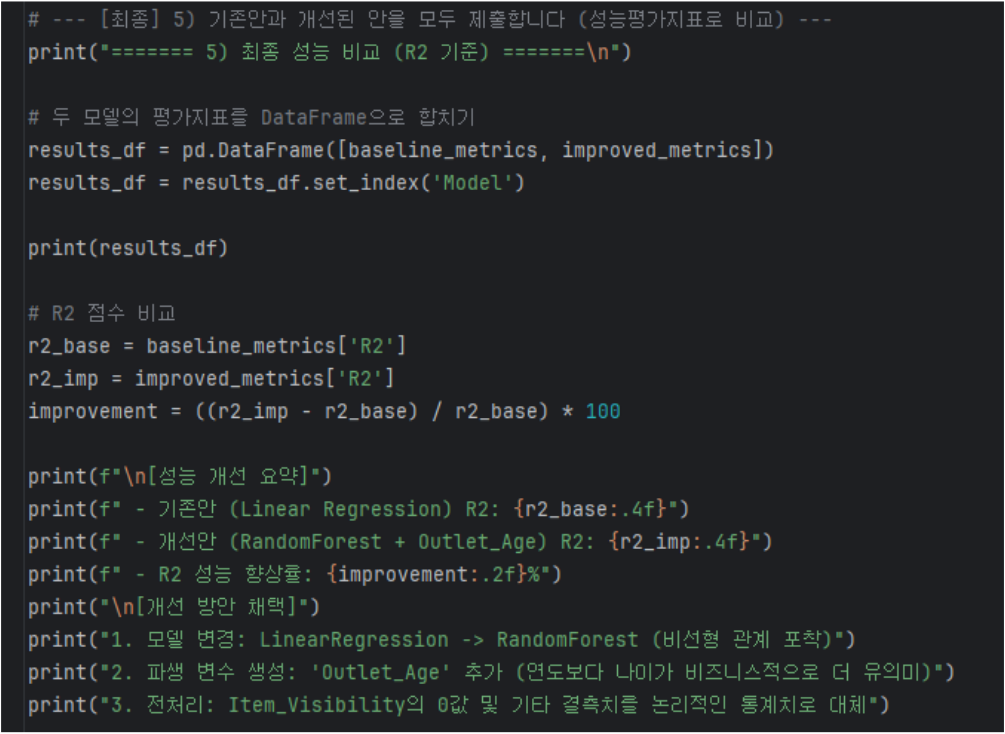 # --- [최종] 5) 기존안과 개선된 안을 모두 제출합니다 (성능평가지표로 비교) ---
print("======= 5) 최종 성능 비교 (R2 기준) =======\n")
# 두 모델의 평가지표를 DataFrame으로 합치기
results_df = pd.DataFrame([baseline_metrics, improved_metrics])
results_df = results_df.set_index('Model')
print(results_df)
# R2 점수 비교
r2_base = baseline_metrics['R2']
r2_imp = improved_metrics['R2']
improvement = ((r2_imp - r2_base) / r2_base) * 100
print(f"\n[성능 개선 요약]")
print(f" - 기존안 (Linear Regression) R2: {r2_base:.4f}")
print(f" - 개선안 (RandomForest + Outlet_Age) R2: {r2_imp:.4f}")
print(f" - R2 성능 향상률: {improvement:.2f}%")
print("\n[개선 방안 채택]")
print("1. 모델 변경: LinearRegression -> RandomForest (비선형 관계 포착)")
print("2. 파생 변수 생성: 'Outlet_Age' 추가 (연도보다 나이가 비즈니스적으로 더 유의미)")
print("3. 전처리: Item_Visibility의 0값 및 기타 결측치를 논리적인 통계치로 대체")